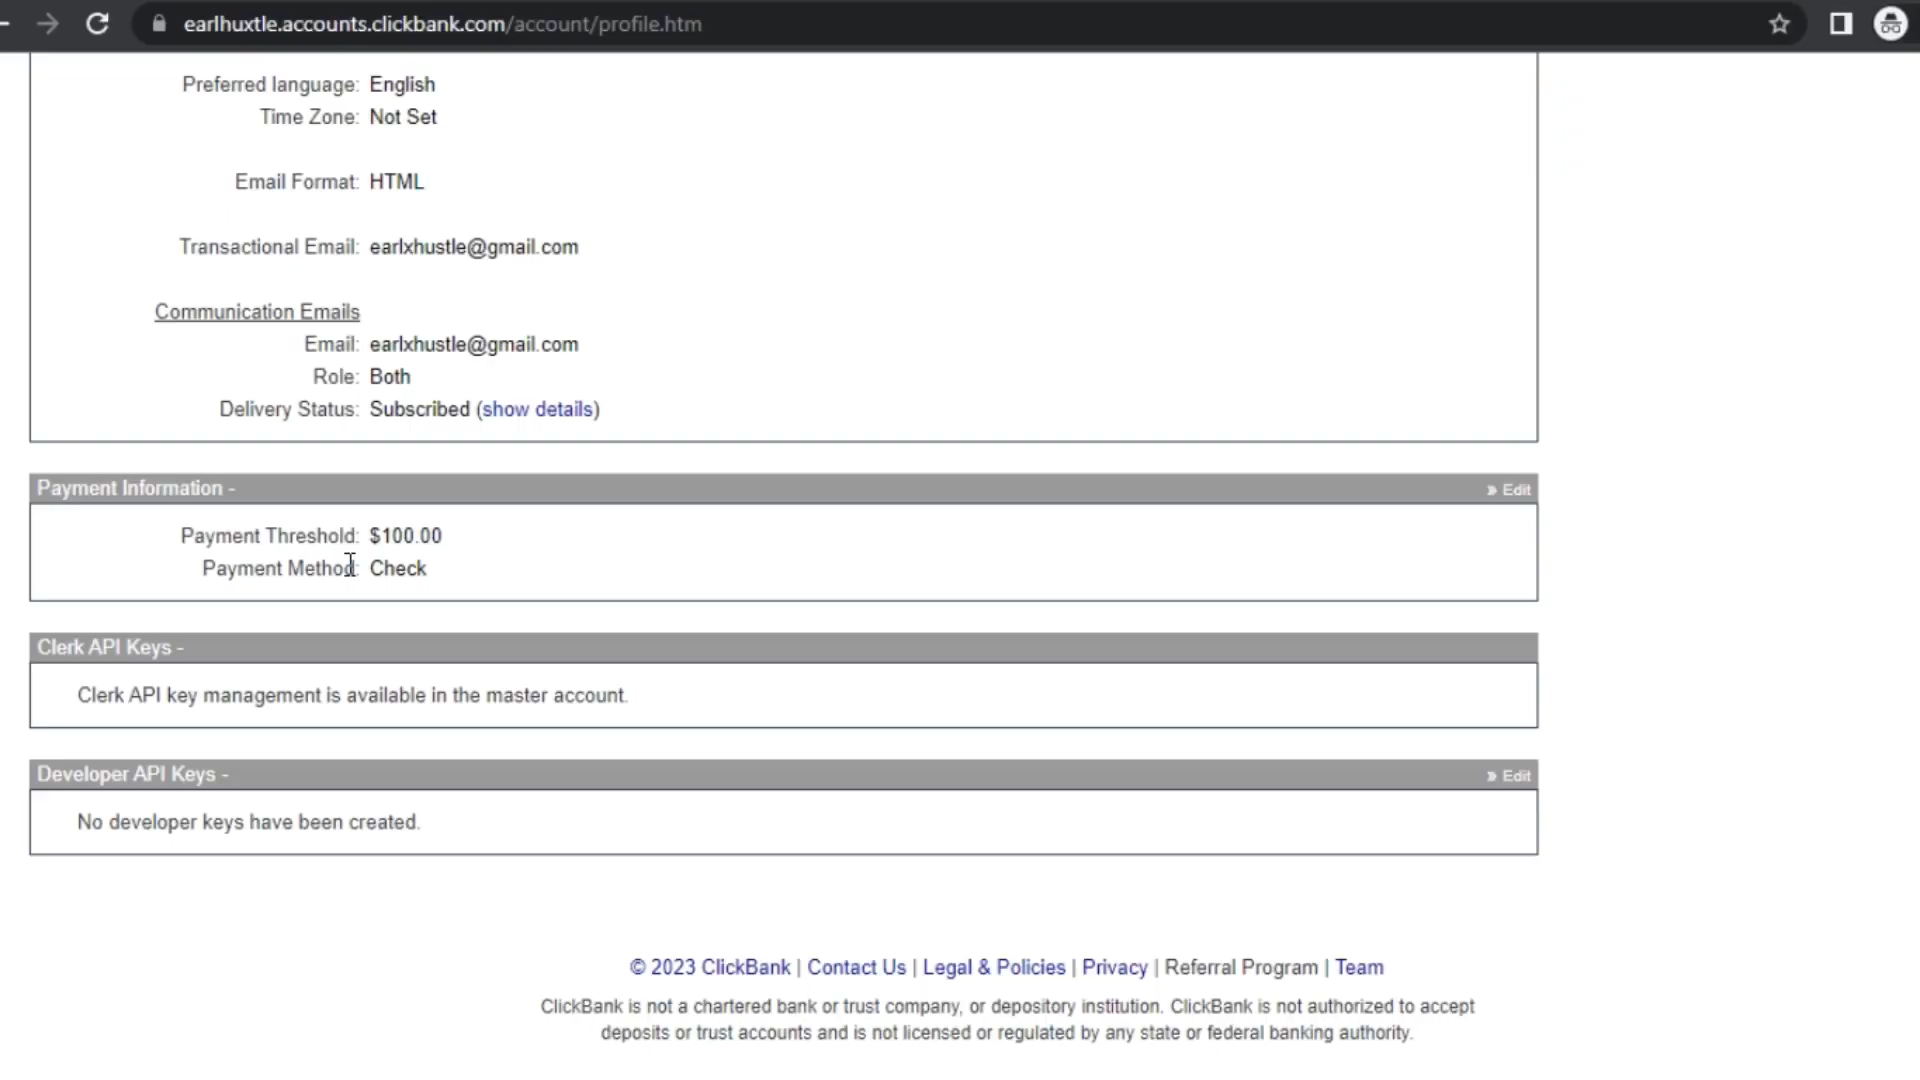 earlhuxtle.accounts.clickbank.com/account/profile.htm
Preferred language: English
Time Zone: Not Set
Email Format: HTML
Transactional Email: earlxhustle@gmail.com
Communication Emails
Email: earlxhustle@gmail.com
Role: Both
Delivery Status: Subscribed (show details)
Payment Information -
» Edit
Payment Threshold: $100.00
Payment Method: Check
Clerk API Keys -
Clerk API key management is available in the master account.
Developer API Keys -
» Edit
No developer keys have been created.
© 2023 ClickBank | Contact Us | Legal & Policies | Privacy | Referral Program | Team
ClickBank is not a chartered bank or trust company, or depository institution. ClickBank is not authorized to accept
deposits or trust accounts and is not licensed or regulated by any state or federal banking authority.